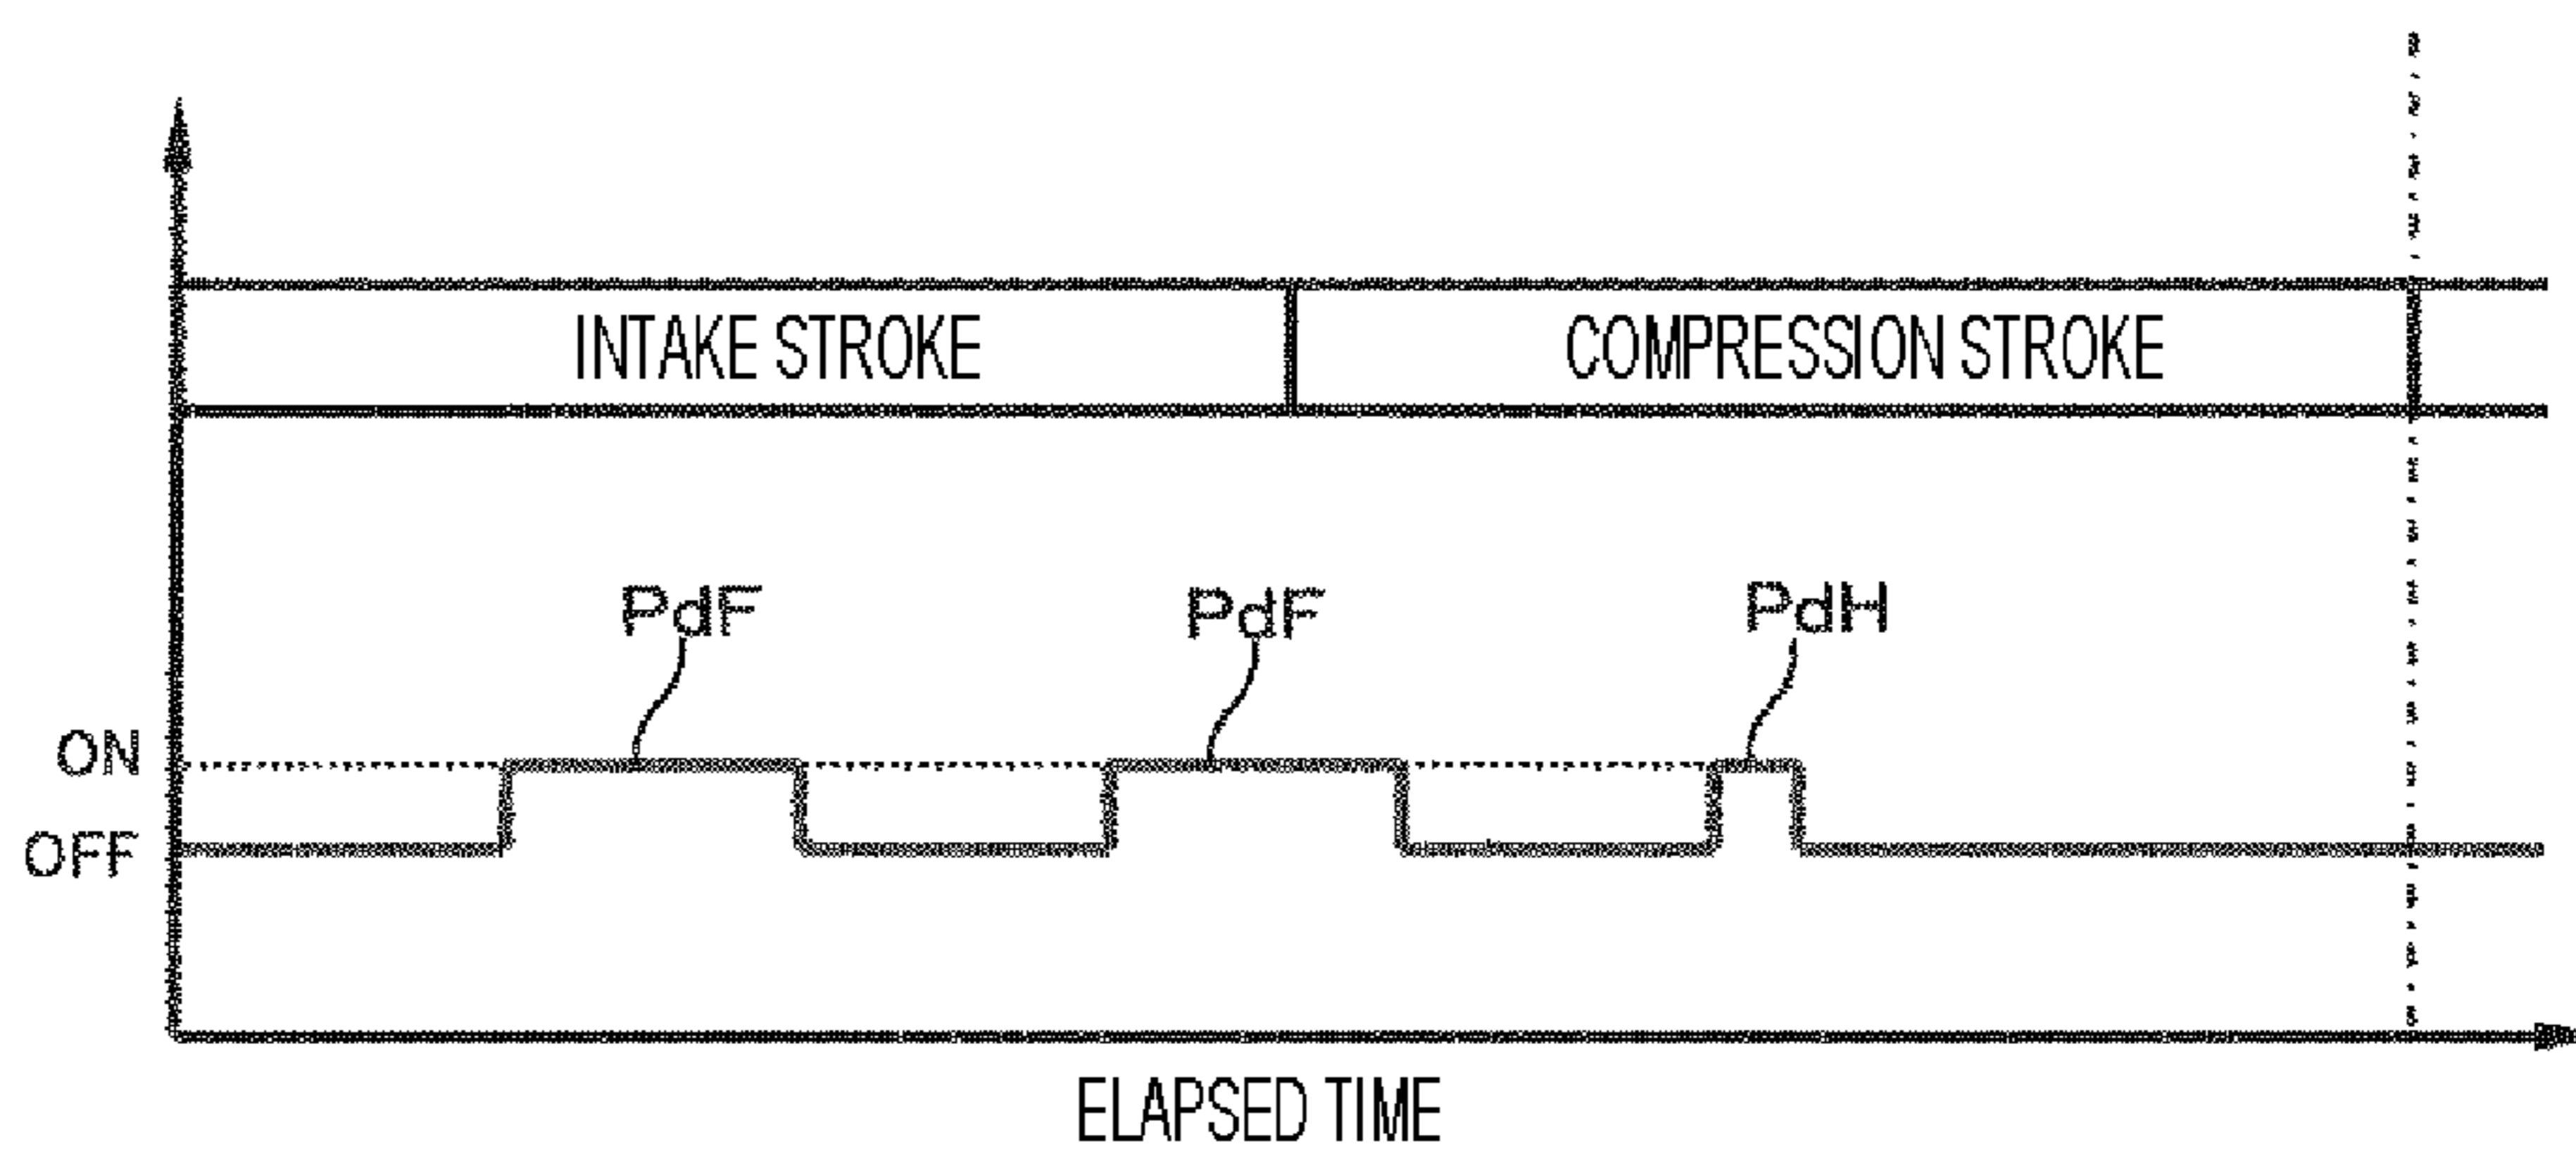 INTAKE STROKE COMPRESSION STROKE
PdF PdF PdH
ON
OFF
ELAPSED TIME